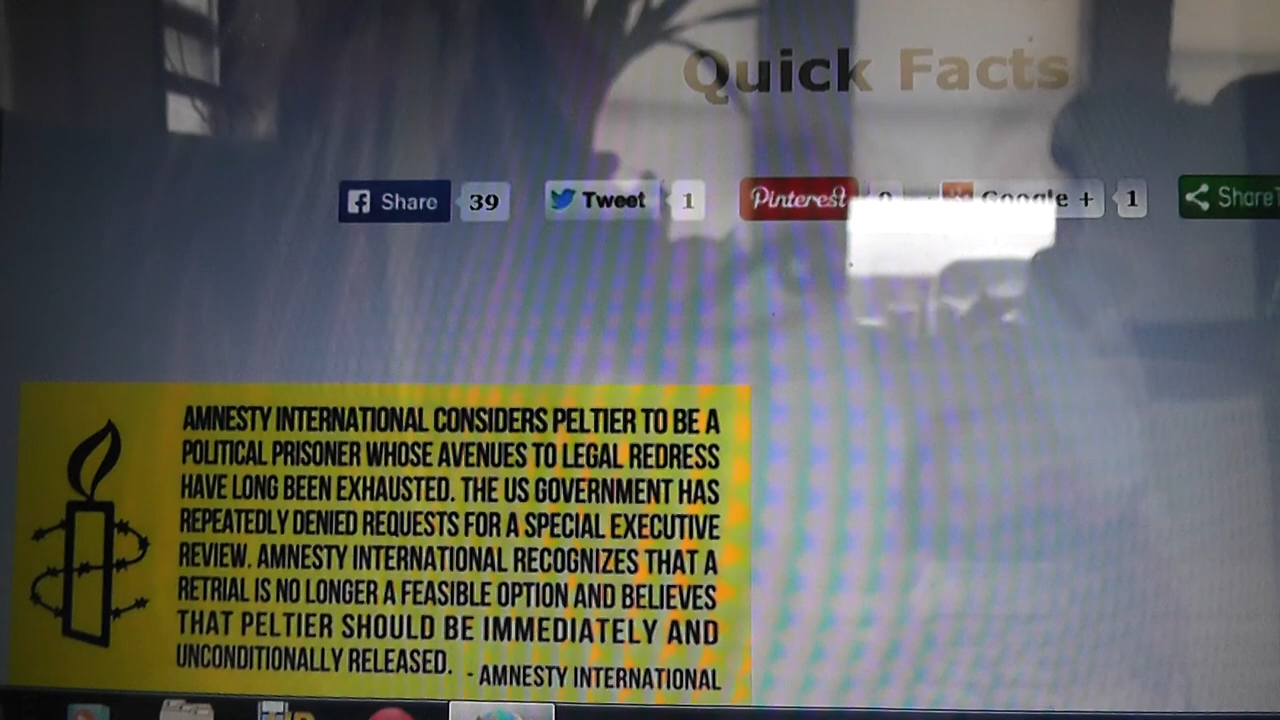 Quick Facts
Share 39 Tweet 1 Pinterest 0 Google + 1 Share
AMNESTY INTERNATIONAL CONSIDERS PELTIER TO BE A
POLITICAL PRISONER WHOSE AVENUES TO LEGAL REDRESS
HAVE LONG BEEN EXHAUSTED. THE US GOVERNMENT HAS
REPEATEDLY DENIED REQUESTS FOR A SPECIAL EXECUTIVE
REVIEW. AMNESTY INTERNATIONAL RECOGNIZES THAT A
RETRIAL IS NO LONGER A FEASIBLE OPTION AND BELIEVES
THAT PELTIER SHOULD BE IMMEDIATELY AND
UNCONDITIONALLY RELEASED. - AMNESTY INTERNATIONAL